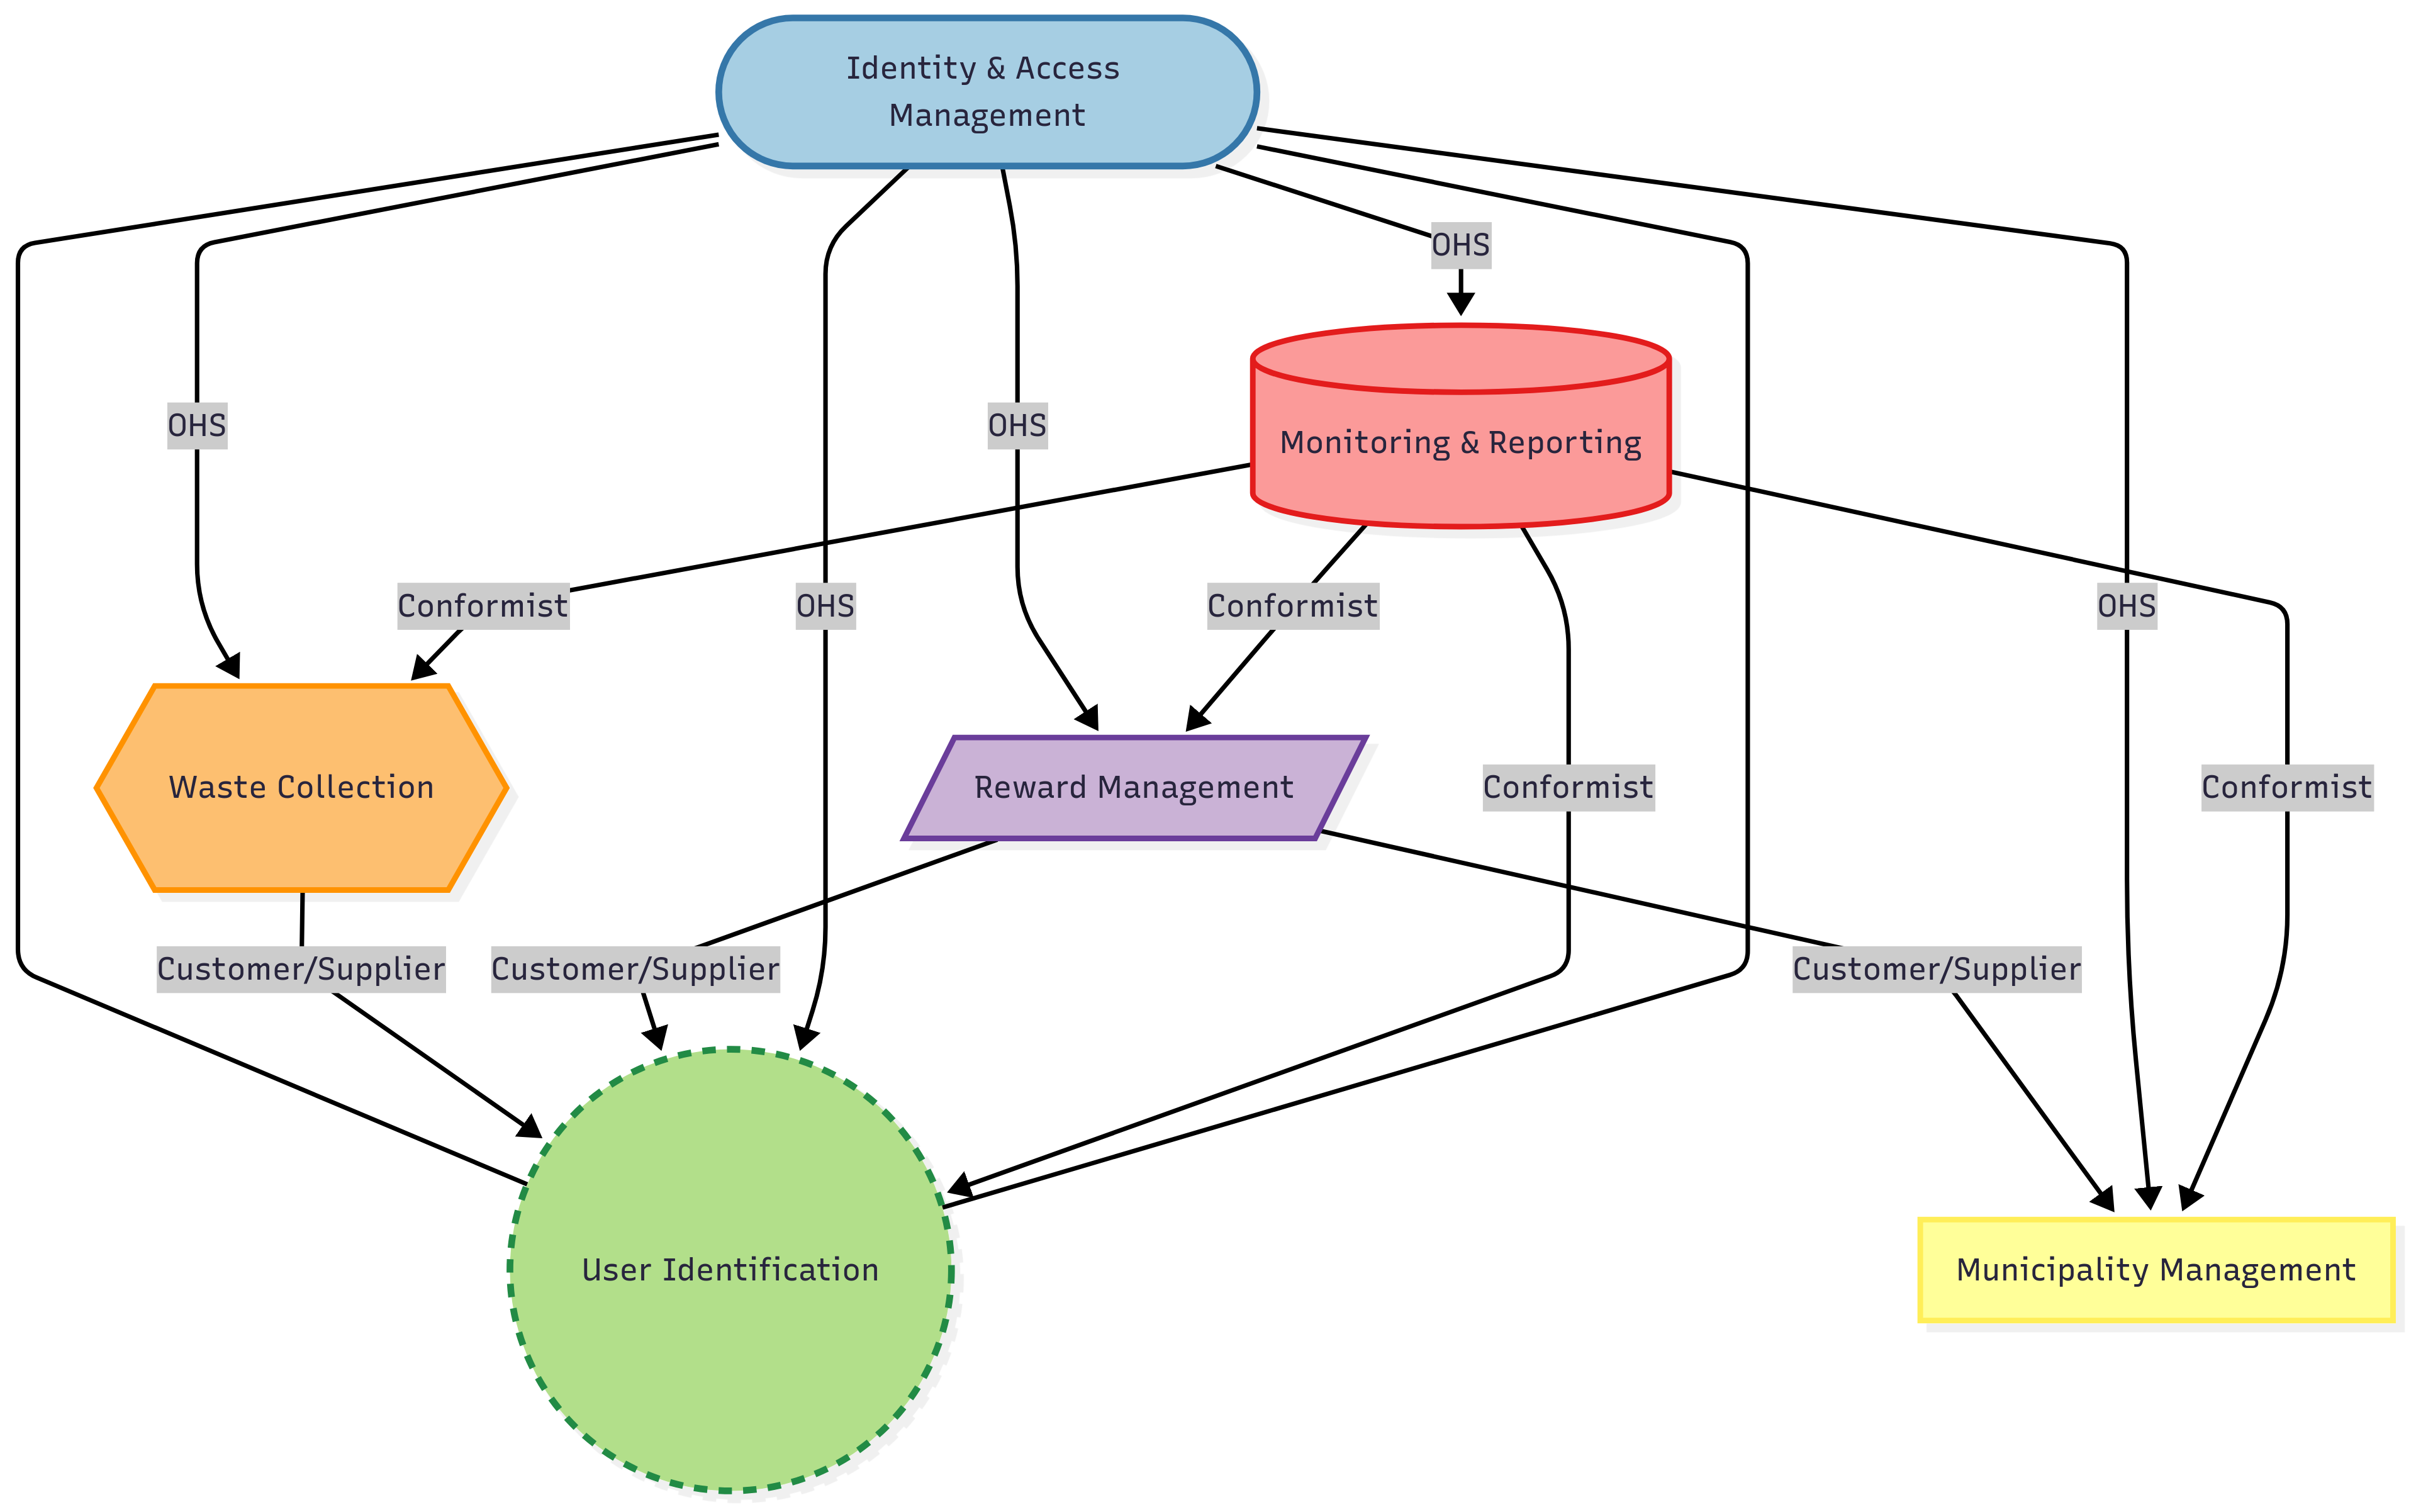 Identity & Access
Management
OHS
OHS
OHS
Monitoring & Reporting
Conformist
OHS
Conformist
OHS
Waste Collection
Reward Management
Conformist
Conformist
Customer/Supplier
Customer/Supplier
Customer/Supplier
User Identification
Municipality Management